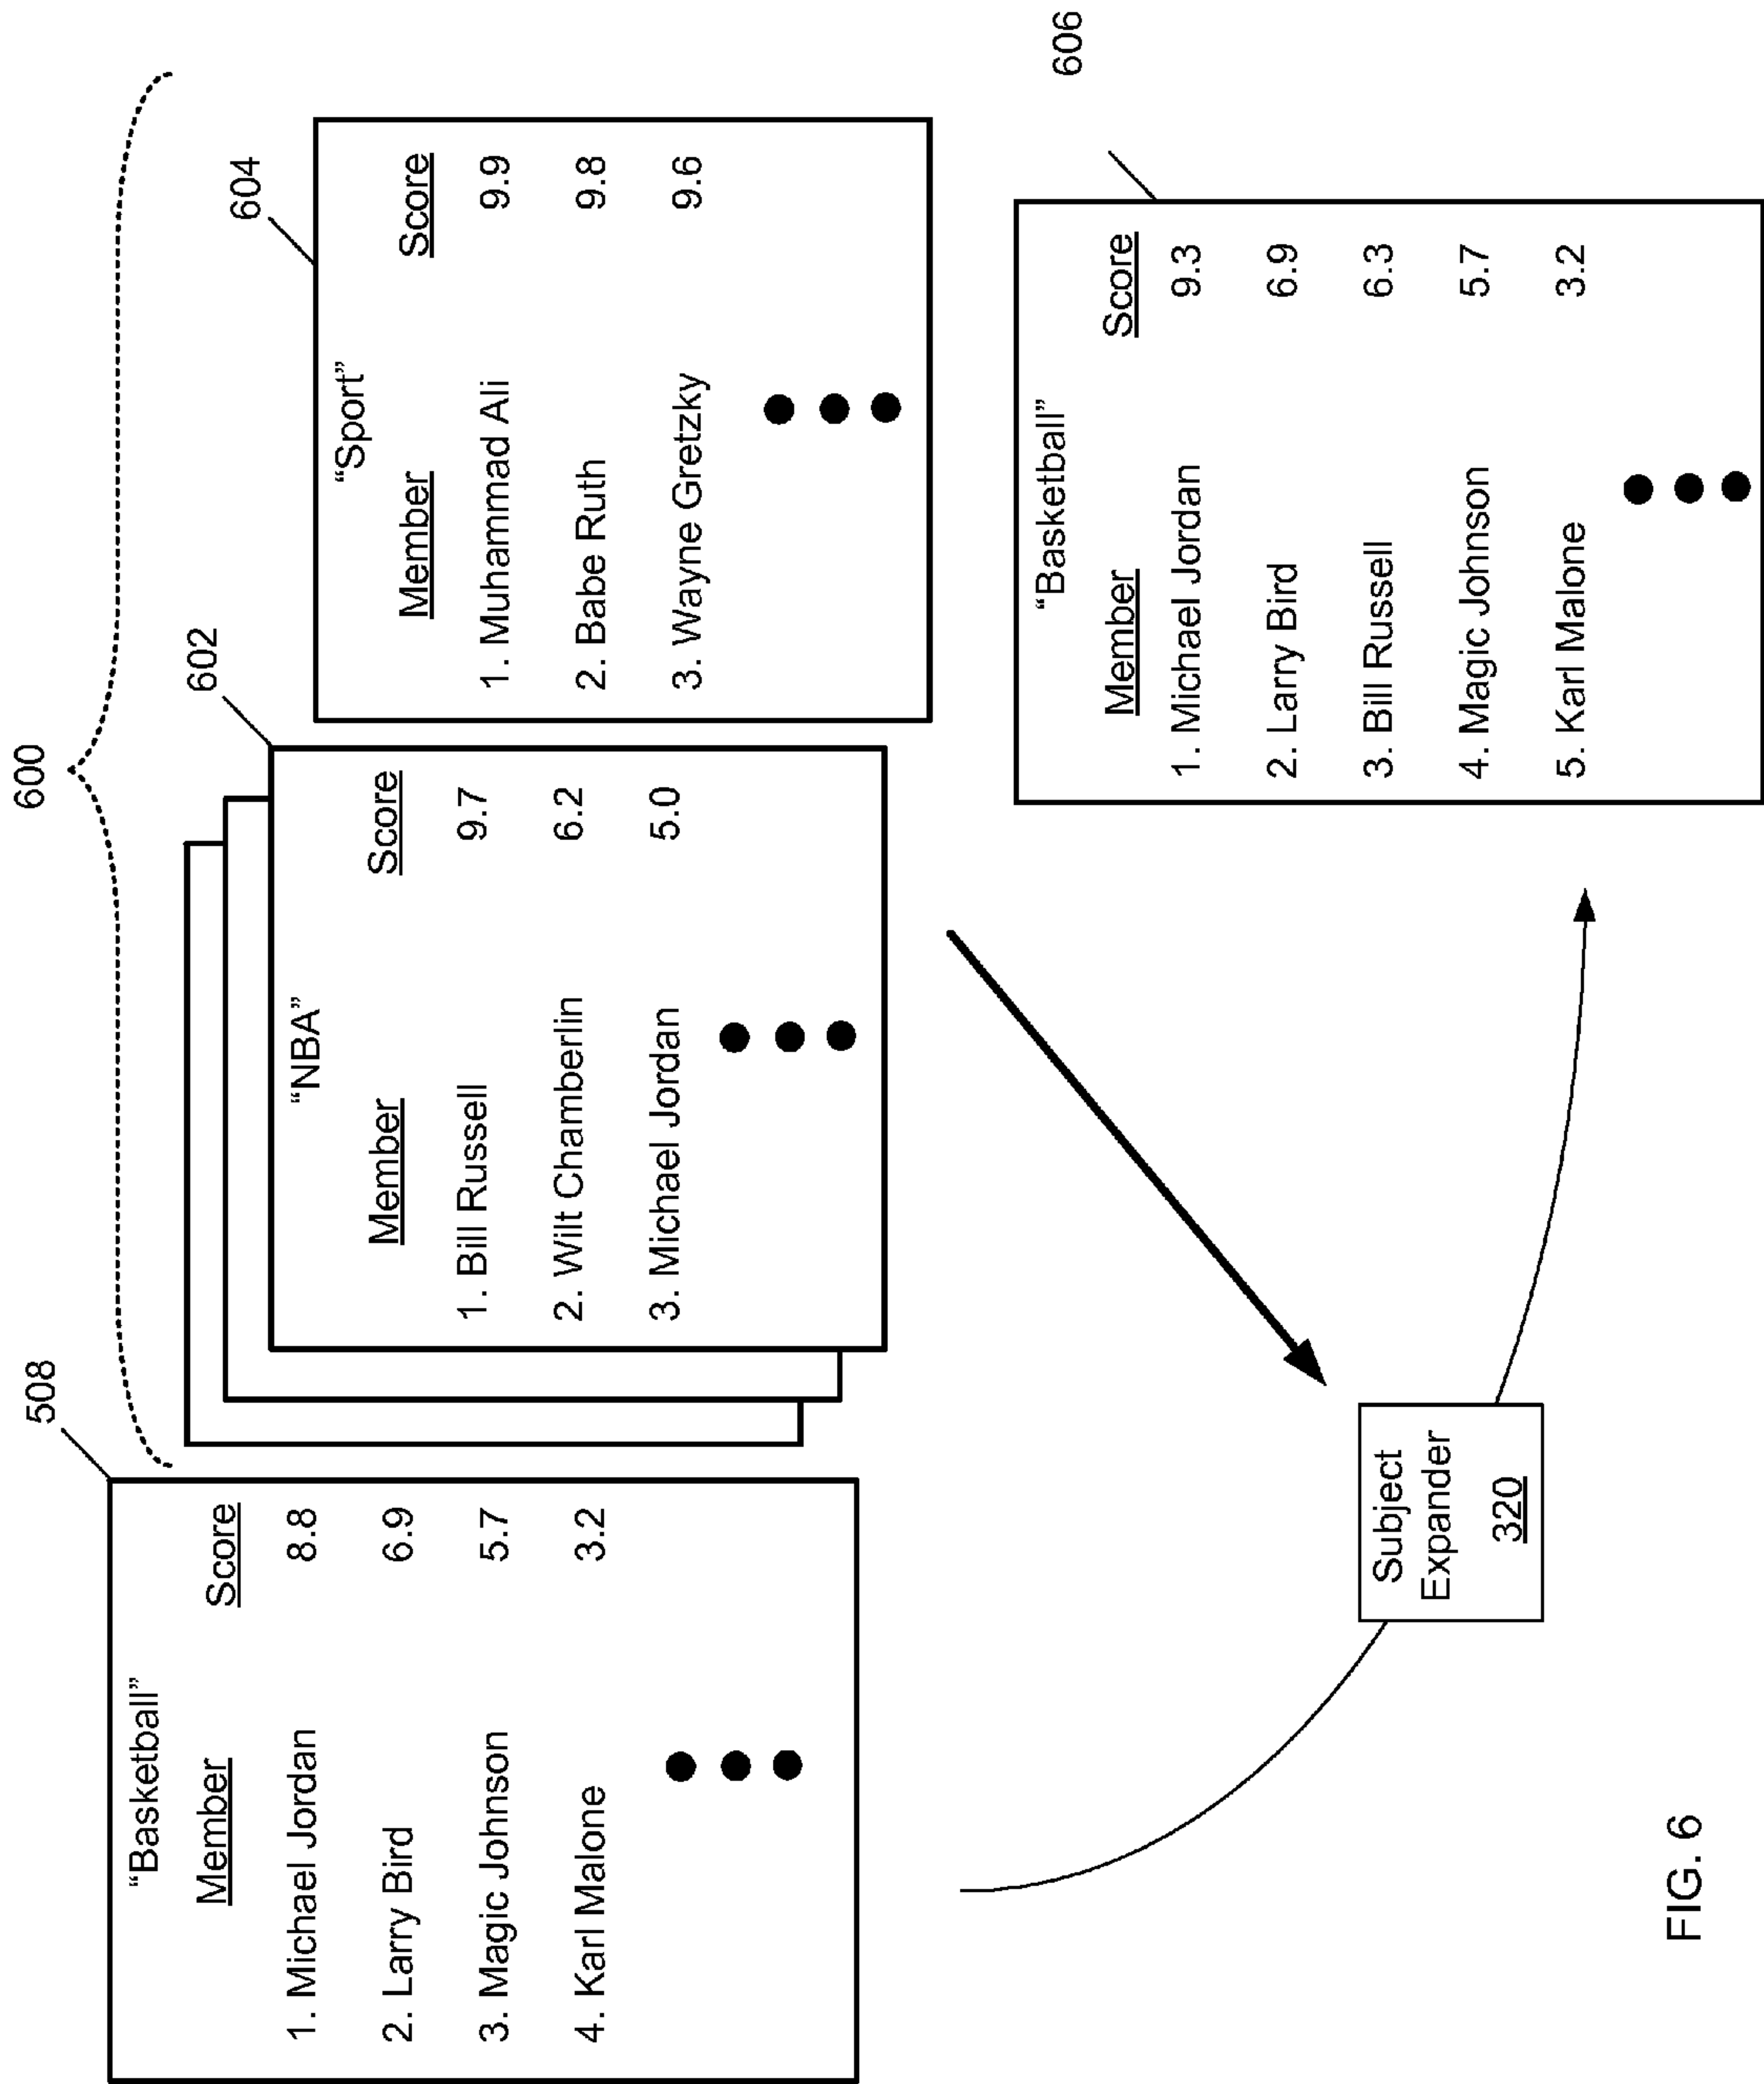 600
508
"Basketball"
Member Score
1. Michael Jordan 8.8
2. Larry Bird 6.9
3. Magic Johnson 5.7
4. Karl Malone 3.2
602
"NBA"
Member Score
1. Bill Russell 9.7
2. Wilt Chamberlin 6.2
3. Michael Jordan 5.0
604
"Sport"
Member Score
1. Muhammad Ali 9.9
2. Babe Ruth 9.8
3. Wayne Gretzky 9.6
Subject
Expander
320
606
"Basketball"
Member Score
1. Michael Jordan 9.3
2. Larry Bird 6.9
3. Bill Russell 6.3
4. Magic Johnson 5.7
5. Karl Malone 3.2
FIG. 6